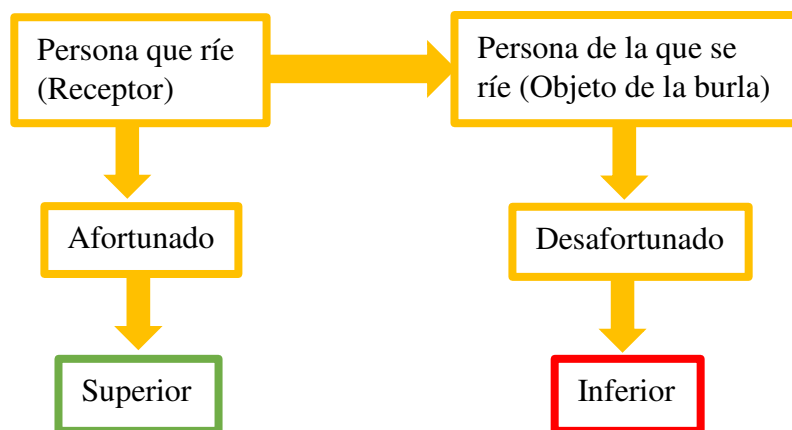 Persona que ríe
(Receptor)
Persona de la que se
ríe (Objeto de la burla)
Afortunado
Desafortunado
Superior
Inferior